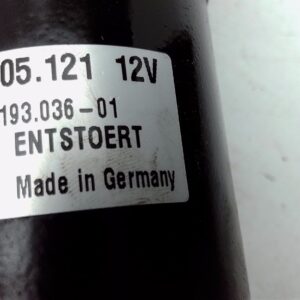 05.121 12V
193.036-01
ENTSTOERT
Made in Germany